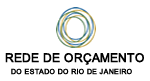 REDE DE ORÇAMENTO
DO ESTADO DO RIO DE JANEIRO